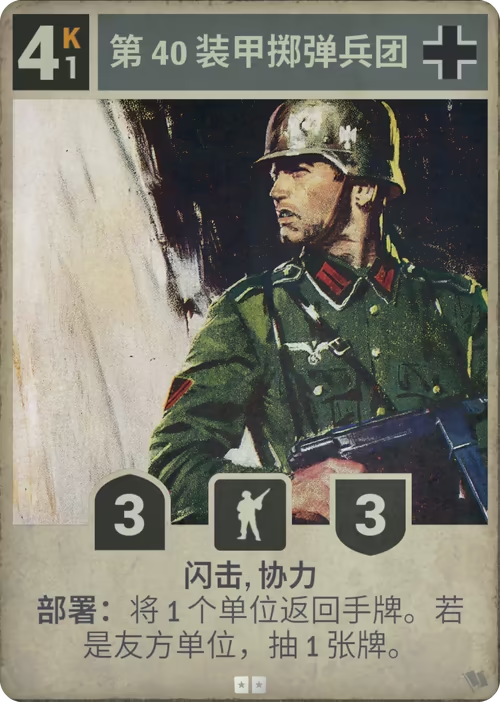 4K
1
第 40 装甲掷弹兵团
3
3
闪击, 协力
部署：将 1 个单位返回手牌。若
是友方单位，抽 1 张牌。